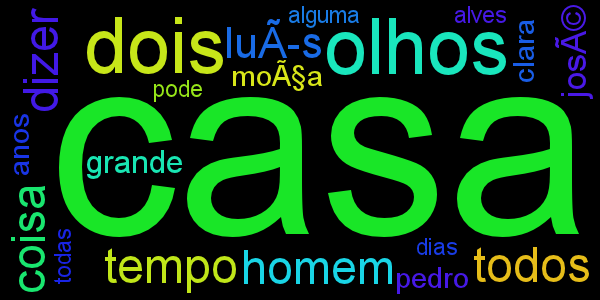 dizer
dois
luÃ-s
alguma
olhos
alves
clara
josÃ©
moÃ§a
pode
casa
anos
grande
coisa
todas
tempo
homem
dias
pedro
todos